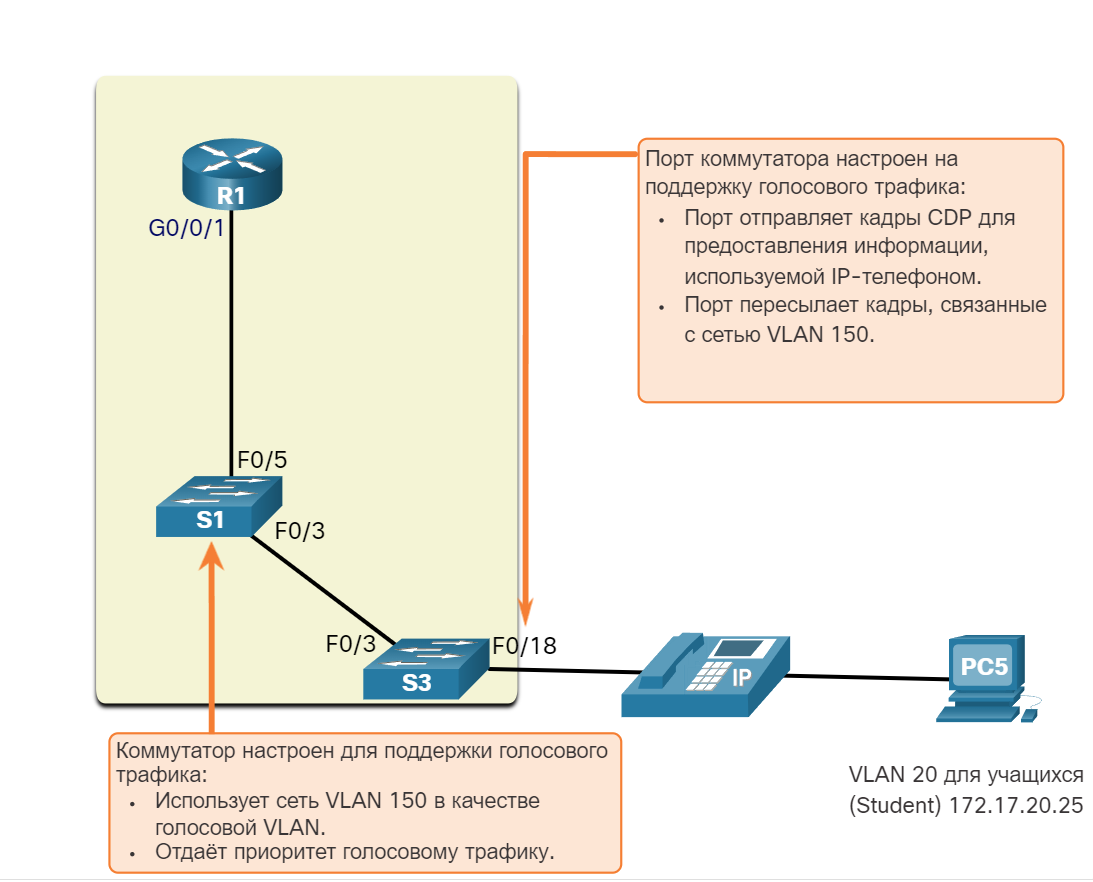 R1
G0/0/1
Порт коммутатора настроен на
поддержку голосового трафика:
• Порт отправляет кадры CDP для
предоставления информации,
используемой IP-телефоном.
• Порт пересылает кадры, связанные
с сетью VLAN 150.
F0/5
S1
F0/3
F0/3
F0/18
S3
IP
PC5
Коммутатор настроен для поддержки голосового
трафика:
• Использует сеть VLAN 150 в качестве
голосовой VLAN.
• Отдаёт приоритет голосовому трафику.
VLAN 20 для учащихся
(Student) 172.17.20.25